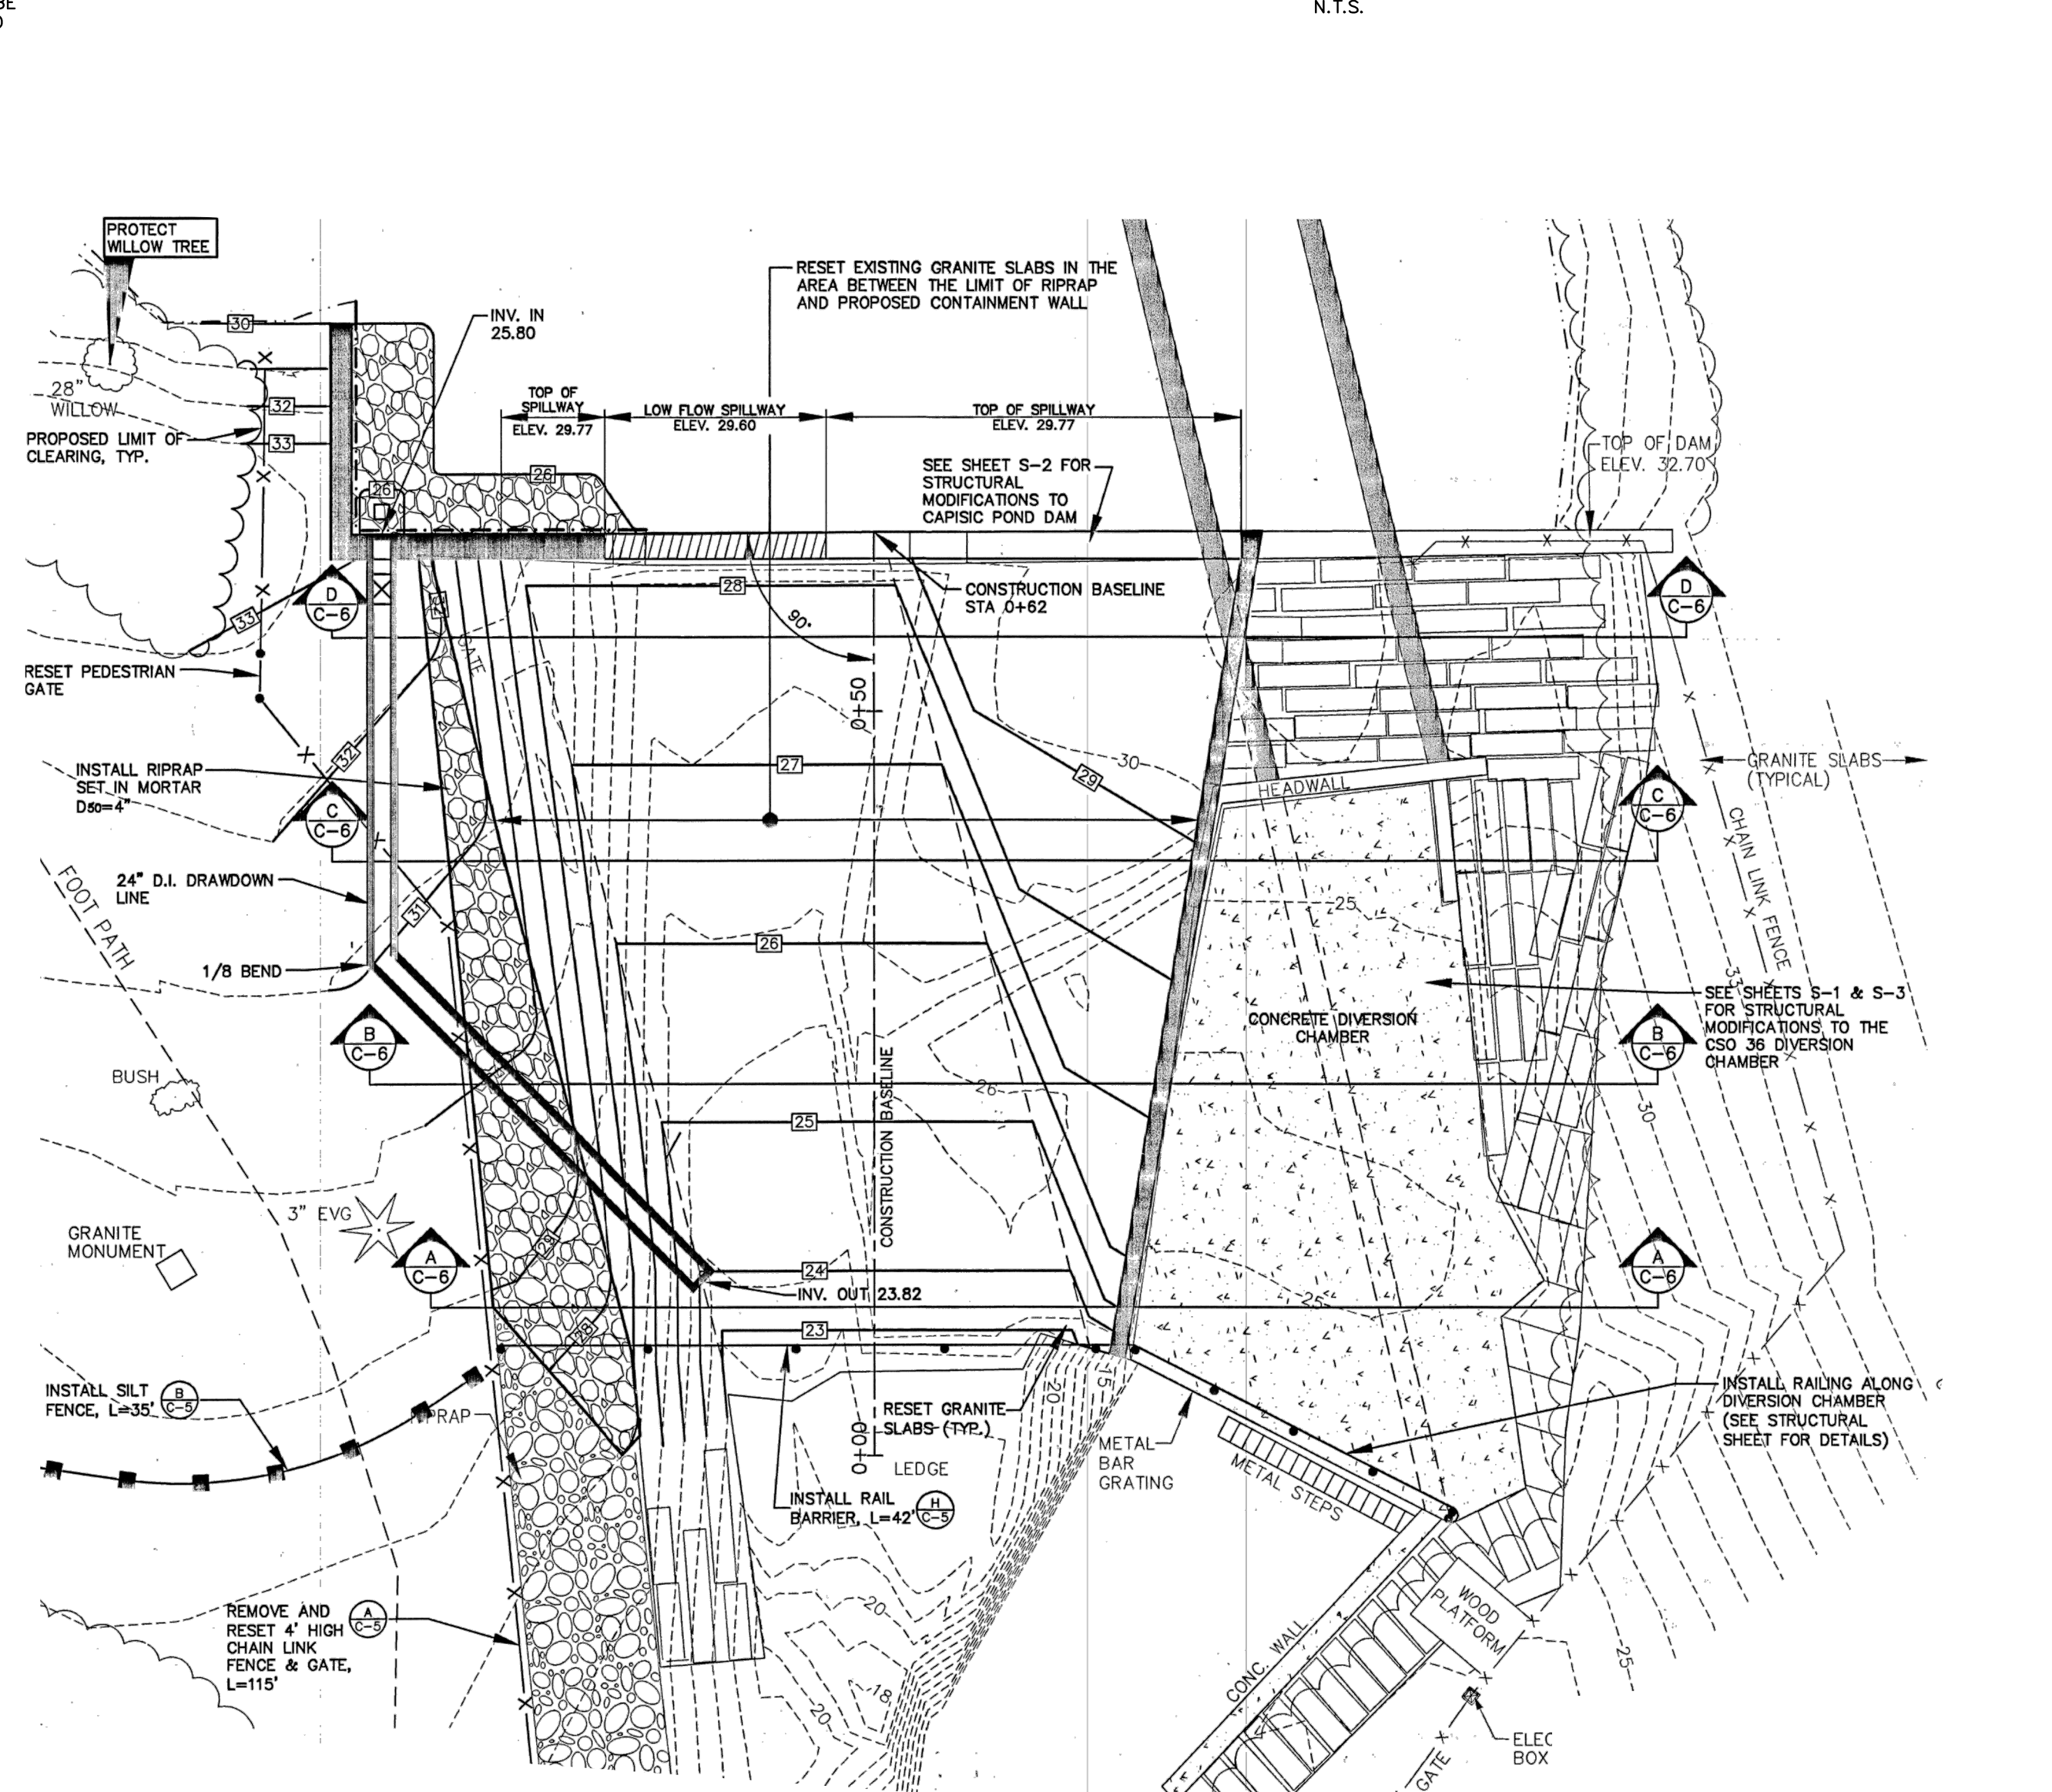 N.T.S.
PROTECT
WILLOW TREE
RESET EXISTING GRANITE SLABS IN THE
AREA BETWEEN THE LIMIT OF RIPRAP
AND PROPOSED CONTAINMENT WALL
30
INV. IN
25.80
28"
WILLOW
32
33
PROPOSED LIMIT OF
CLEARING, TYP.
TOP OF
SPILLWAY
ELEV. 29.77
LOW FLOW SPILLWAY
ELEV. 29.60
TOP OF SPILLWAY
ELEV. 29.77
TOP OF DAM
ELEV. 32.70
SEE SHEET S-2 FOR
STRUCTURAL
MODIFICATIONS TO
CAPISIC POND DAM
26
26
CONSTRUCTION BASELINE
STA 0+62
28
90°
D
C-6
D
C-6
33
GATE
RESET PEDESTRIAN
GATE
0+50
32
INSTALL RIPRAP
SET IN MORTAR
D50=4"
27
30
29
HEADWALL
GRANITE SLABS
(TYPICAL)
C
C-6
C
C-6
CHAIN LINK FENCE
FOOT PATH
24" D.I. DRAWDOWN
LINE
31
25
26
1/8 BEND
SEE SHEETS S-1 & S-3
FOR STRUCTURAL
MODIFICATIONS TO THE
CSO 36 DIVERSION
CHAMBER
CONCRETE DIVERSION
CHAMBER
B
C-6
B
C-6
BUSH
26
30
25
CONSTRUCTION BASELINE
3" EVG
GRANITE
MONUMENT
A
C-6
A
C-6
24
INV. OUT 23.82
25
28
23
15
20
INSTALL SILT
FENCE, L=35'
B
C-5
RESET GRANITE
SLABS (TYP.)
0+00
LEDGE
METAL
BAR
GRATING
METAL STEPS
INSTALL RAILING ALONG
DIVERSION CHAMBER
(SEE STRUCTURAL
SHEET FOR DETAILS)
INSTALL RAIL
BARRIER, L=42'
H
C-5
REMOVE AND
RESET 4' HIGH
CHAIN LINK
FENCE & GATE,
L=115'
A
C-5
20
18
20
CONC. WALL
WOOD
PLATFORM
25
GATE
BOX